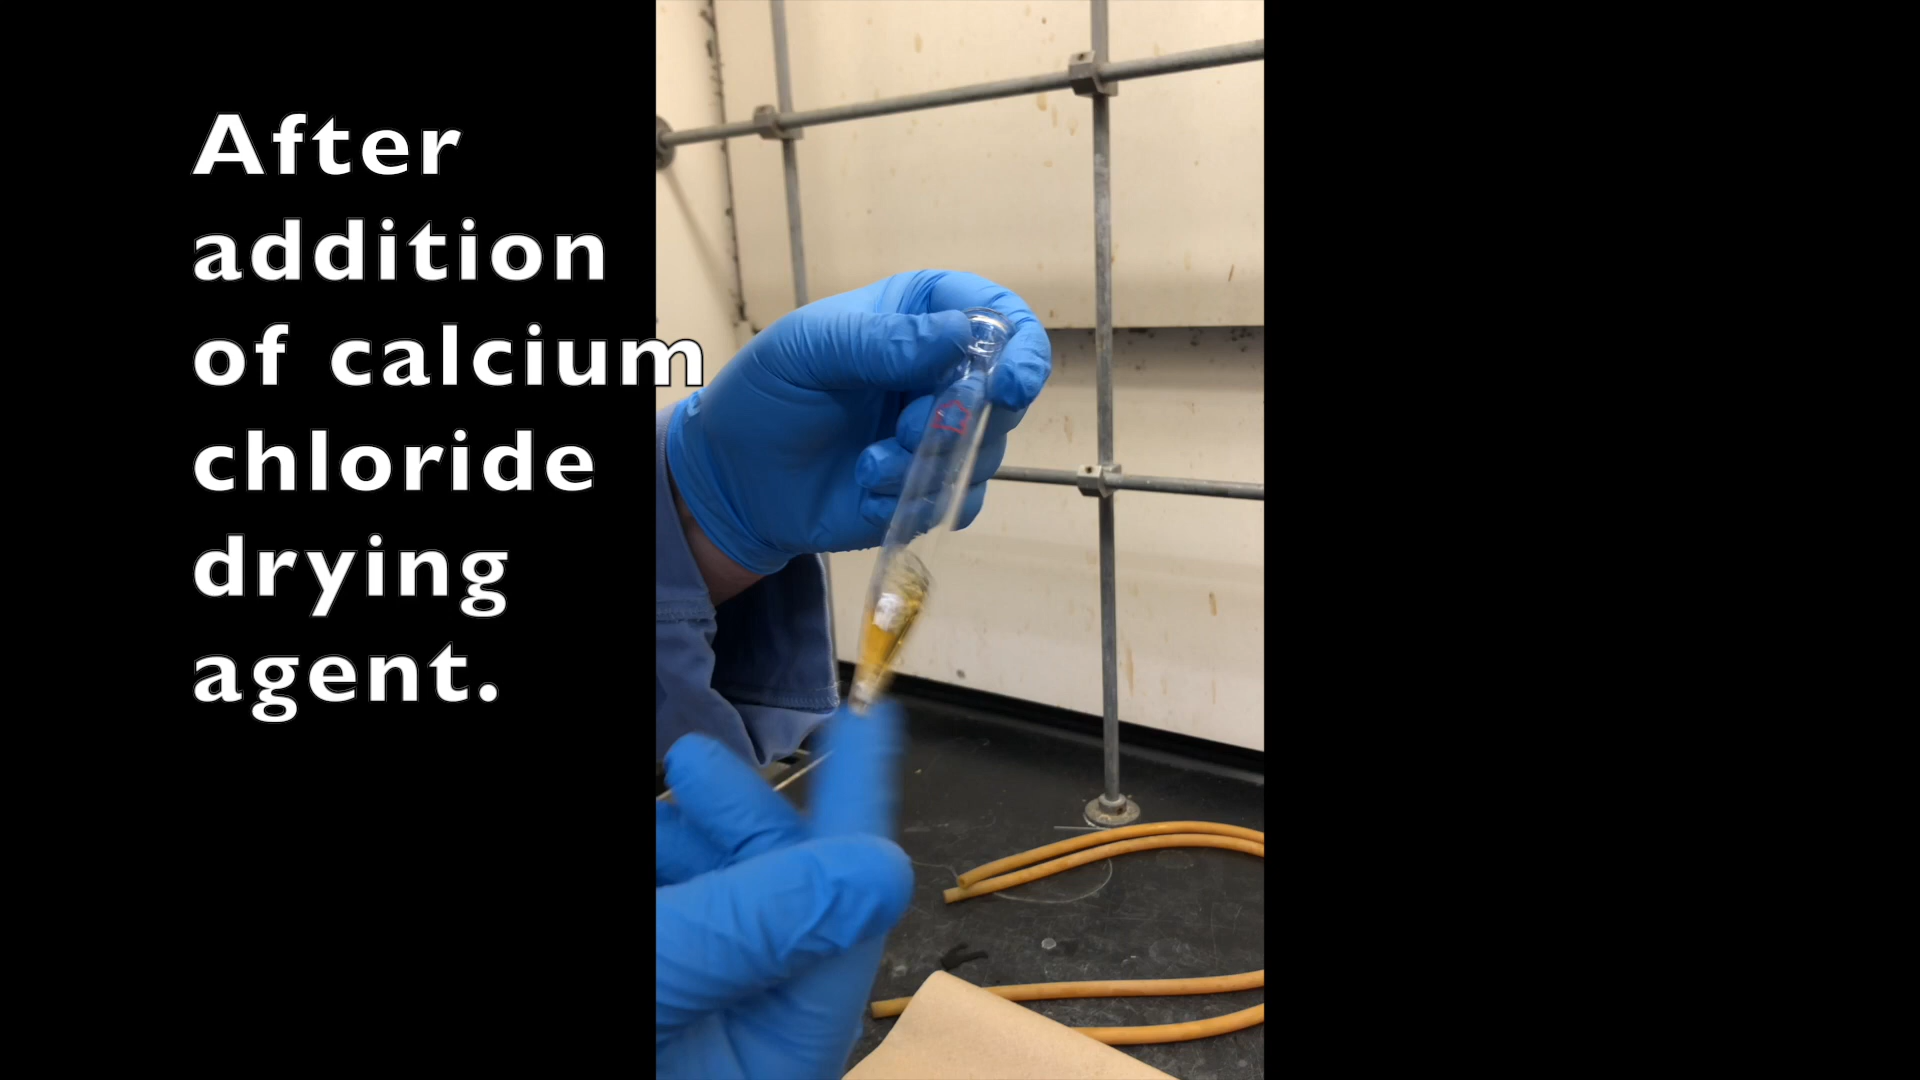 After
addition
of calcium
chloride
drying
agent.